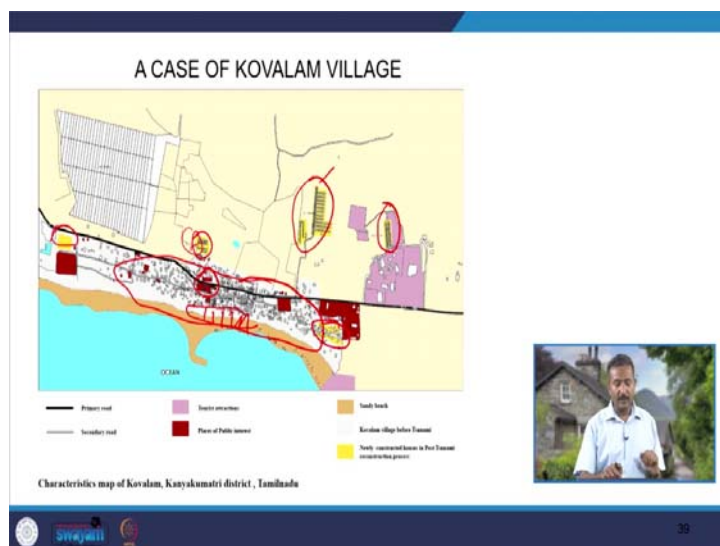 A CASE OF KOVALAM VILLAGE
OCEAN
Primary road
Tourist attractions
Sandy beach
Secondary road
Places of Public interest
Kovalam village before Tsunami
Newly constructed houses in Post Tsunami
reconstruction process
Characteristics map of Kovalam, Kanyakumatri district , Tamilnadu
swayam
39